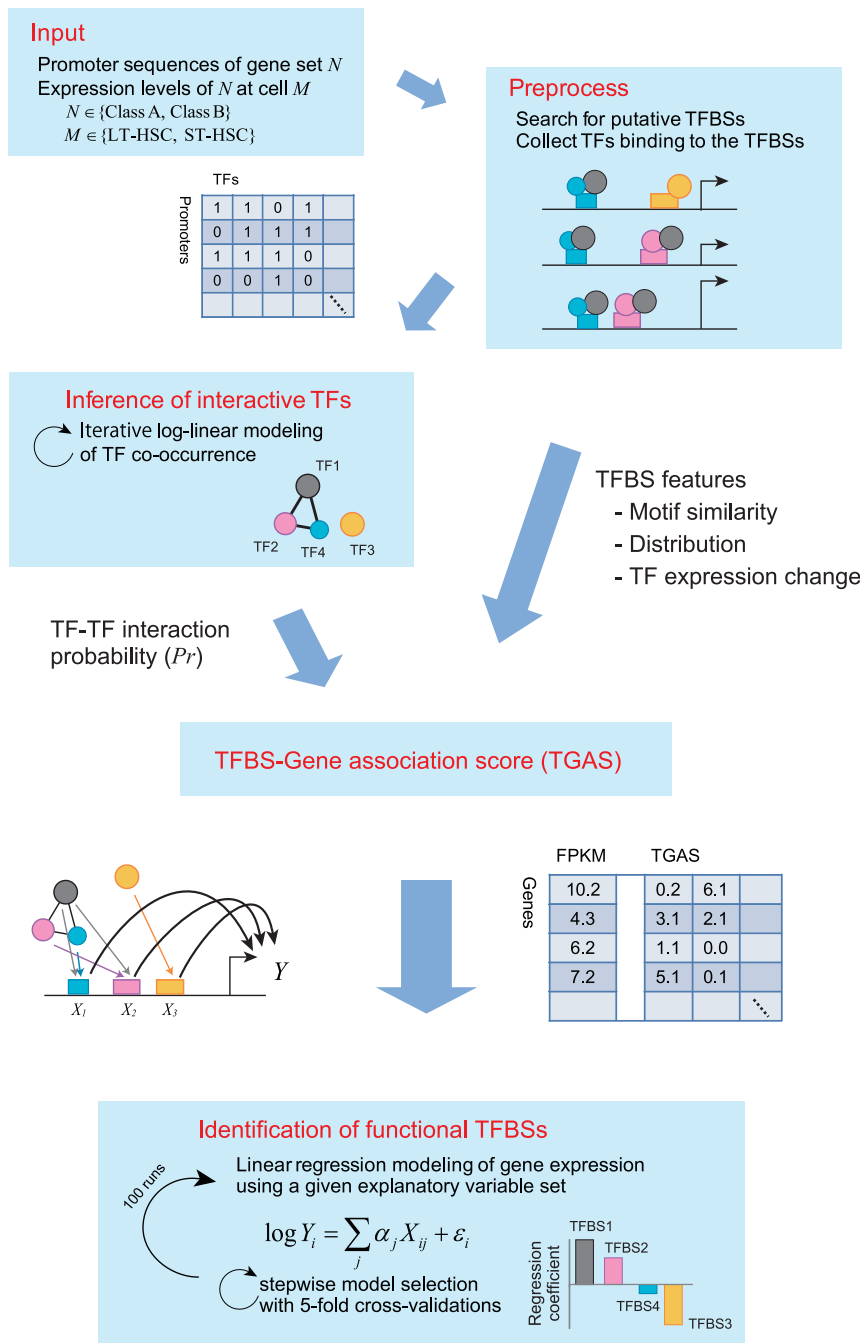 Input
Promoter sequences of gene set N
Expression levels of N at cell M
N ∈ {Class A, Class B}
M ∈ {LT-HSC, ST-HSC}
Preprocess
Search for putative TFBSs
Collect TFs binding to the TFBSs
TFs
Promoters
1 1 0 1
0 1 1 1
1 1 1 0
0 0 1 0
Inference of interactive TFs
Iterative log-linear modeling
of TF co-occurrence
TF1
TF2
TF4
TF3
TFBS features
- Motif similarity
- Distribution
- TF expression change
TF-TF interaction
probability (Pr)
TFBS-Gene association score (TGAS)
X1 X2 X3
Y
FPKM TGAS
Genes
10.2 0.2 6.1
4.3 3.1 2.1
6.2 1.1 0.0
7.2 5.1 0.1
Identification of functional TFBSs
100 runs
Linear regression modeling of gene expression
using a given explanatory variable set
log Y_i = ∑_j α_j X_ij + ε_i
stepwise model selection
with 5-fold cross-validations
Regression
coefficient
TFBS1
TFBS2
TFBS4
TFBS3